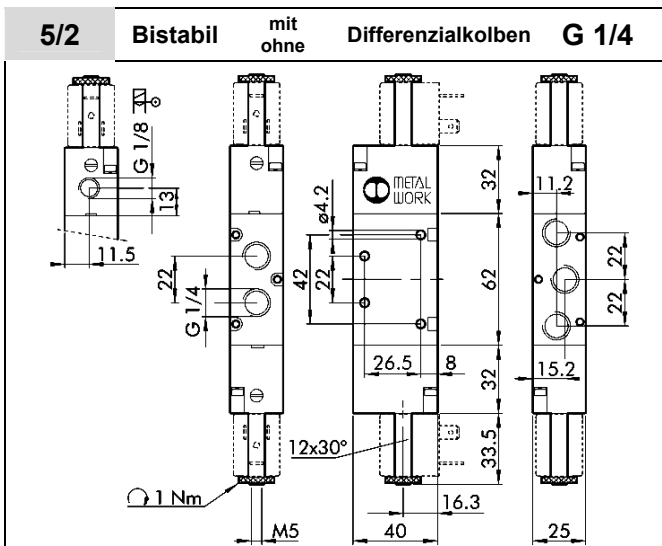 5/2 Bistabil mit ohne Differenzialkolben G 1/4
G 1/8
13
11.5
22
G 1/4
1 Nm
M5
METAL
WORK
ø4.2
42
22
26.5
8
12x30°
16.3
40
32
62
32
33.5
11.2
22
22
15.2
25